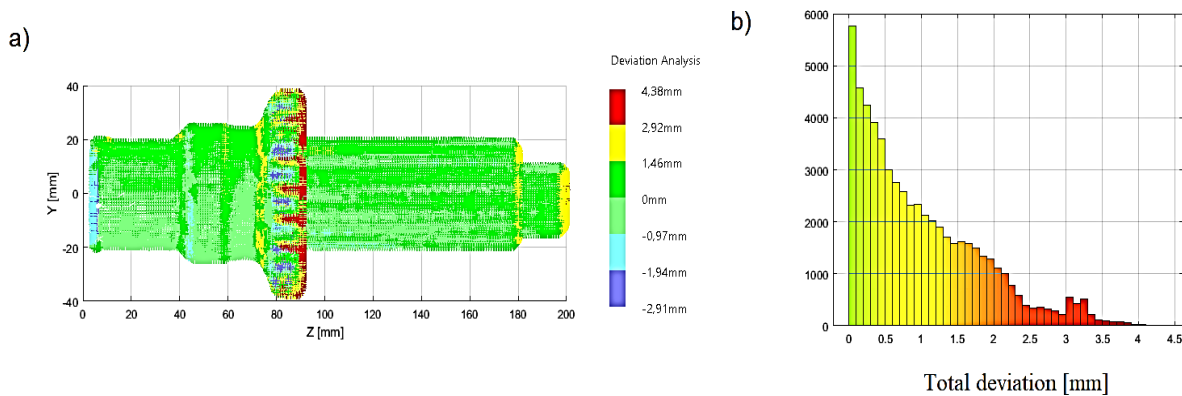 a)
Deviation Analysis
4,38mm
2,92mm
1,46mm
0mm
-0,97mm
-1,94mm
-2,91mm
40
20
0
-20
-40
Y [mm]
0 20 40 60 80 100 120 140 160 180 200
Z [mm]
b)
6000
5000
4000
3000
2000
1000
0
0 0.5 1 1.5 2 2.5 3 3.5 4 4.5
Total deviation [mm]